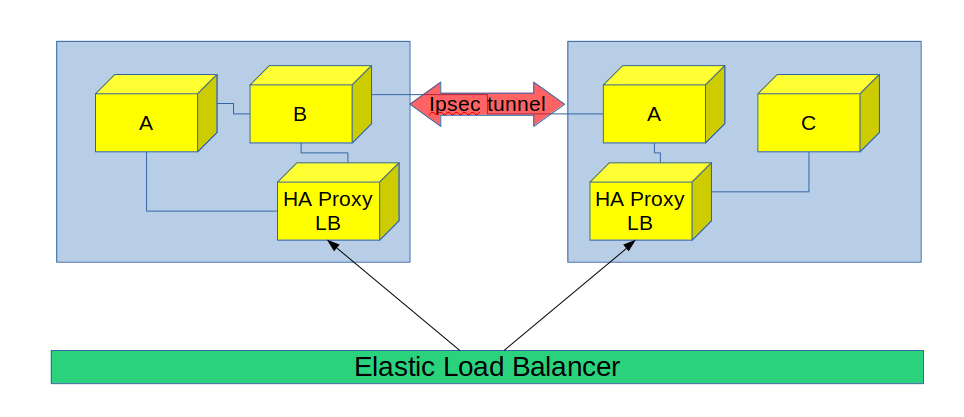 A
B
Ipsec tunnel
A
C
HA Proxy
LB
HA Proxy
LB
Elastic Load Balancer